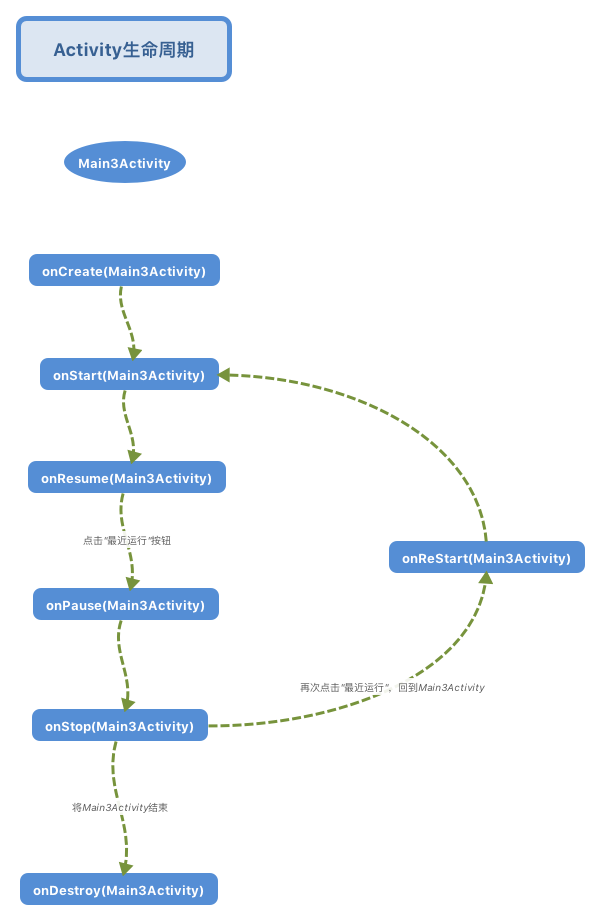 Activity生命周期
Main3Activity
onCreate(Main3Activity)
onStart(Main3Activity)
onResume(Main3Activity)
点击"最近运行"按钮
onReStart(Main3Activity)
onPause(Main3Activity)
再次点击"最近运行"，回到Main3Activity
onStop(Main3Activity)
将Main3Activity结束
onDestroy(Main3Activity)